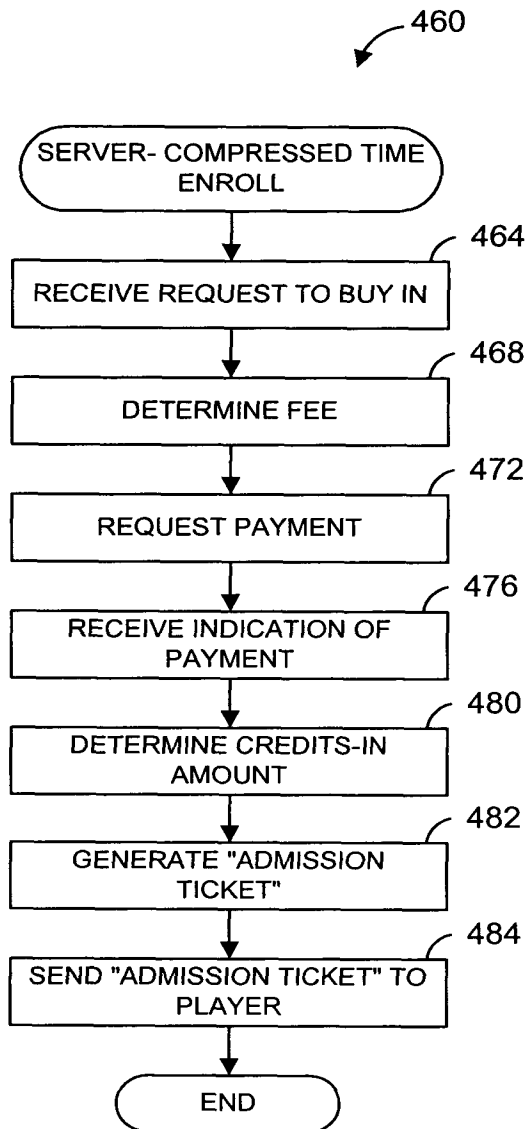 460
SERVER- COMPRESSED TIME
ENROLL
464
RECEIVE REQUEST TO BUY IN
468
DETERMINE FEE
472
REQUEST PAYMENT
476
RECEIVE INDICATION OF
PAYMENT
480
DETERMINE CREDITS-IN
AMOUNT
482
GENERATE "ADMISSION
TICKET"
484
SEND "ADMISSION TICKET" TO
PLAYER
END